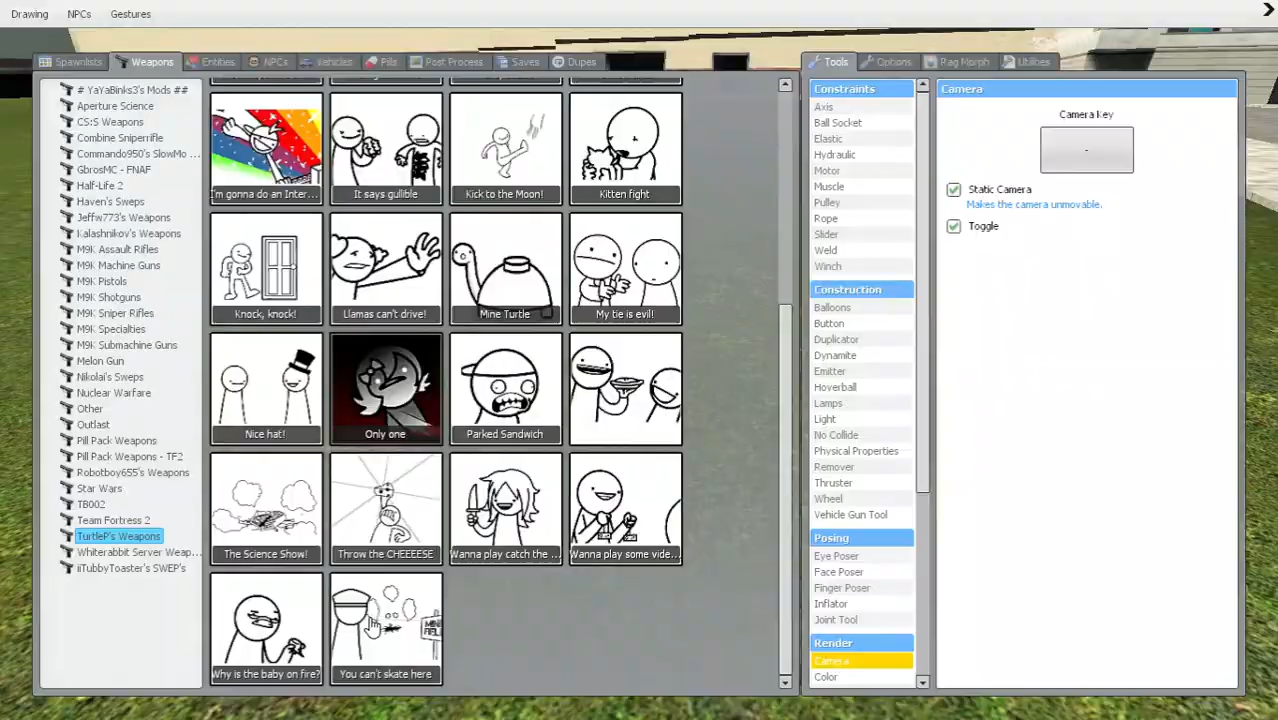 Drawing NPCs Gestures
Spawnlists Weapons Entities NPCs Vehicles Pills Post Process Saves Dupes
Tools Options Rag Morph Utilities
# YaYaBinks3's Mods ##
Aperture Science
CS:S Weapons
Combine Sniperrifle
Commando950's SlowMo ...
GbrosMC - FNAF
Half-Life 2
Haven's Sweps
Jeffw773's Weapons
Kalashnikov's Weapons
M9K Assault Rifles
M9K Machine Guns
M9K Pistols
M9K Shotguns
M9K Sniper Rifles
M9K Specialties
M9K Submachine Guns
Melon Gun
Nikolai's Sweps
Nuclear Warfare
Other
Outlast
Pill Pack Weapons
Pill Pack Weapons - TF2
Robotboy655's Weapons
Star Wars
TB002
Team Fortress 2
TurtleP's Weapons
Whiterabbit Server Weap...
iiTubbyToaster's SWEP's
I'm gonna do an Inter...
It says gullible
Kick to the Moon!
Kitten fight
Knock, knock!
Llamas can't drive!
Mine Turtle
My tie is evil!
Nice hat!
Only one
Parked Sandwich
The Science Show!
Throw the CHEEEESE
Wanna play catch the ...
Wanna play some vide...
Why is the baby on fire?
MINE
FIELD
You can't skate here
Constraints
Axis
Ball Socket
Elastic
Hydraulic
Motor
Muscle
Pulley
Rope
Slider
Weld
Winch
Construction
Balloons
Button
Duplicator
Dynamite
Emitter
Hoverball
Lamps
Light
No Collide
Physical Properties
Remover
Thruster
Wheel
Vehicle Gun Tool
Posing
Eye Poser
Face Poser
Finger Poser
Inflator
Joint Tool
Render
Camera
Color
Camera
Camera Key
-
Static Camera
Makes the camera unmovable.
Toggle